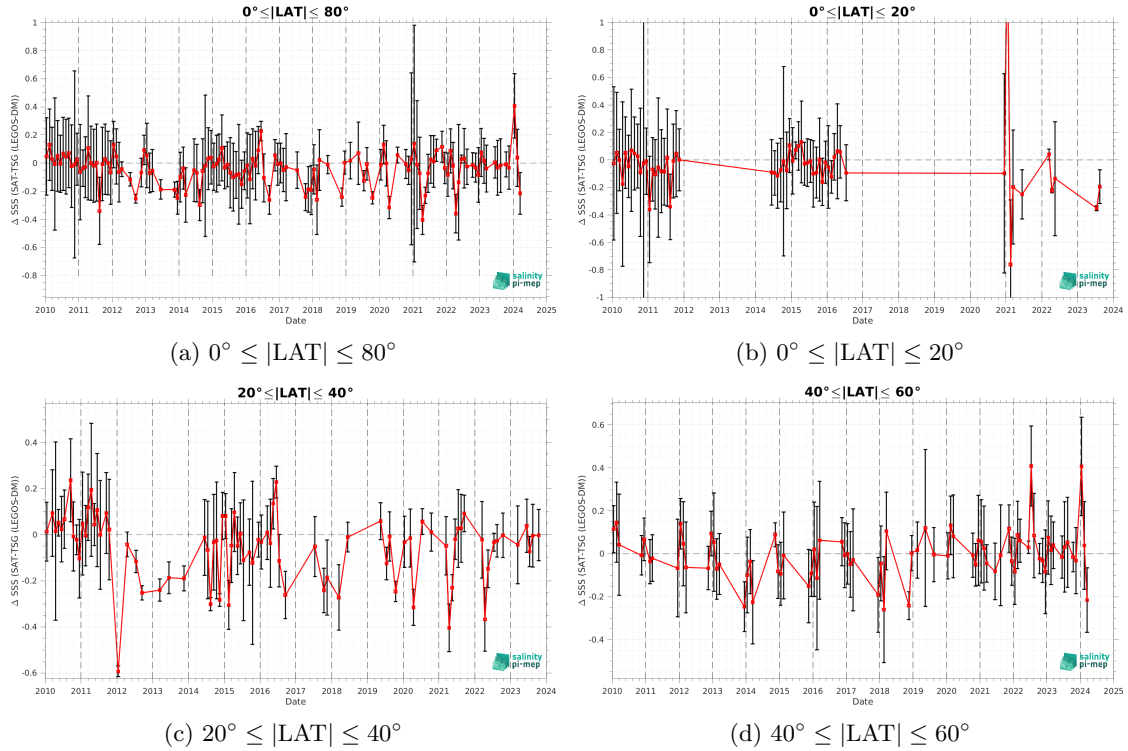 0°≤|LAT|≤ 80°
Δ SSS (SAT-TSG (LEGOS-DM))
1
0.8
0.6
0.4
0.2
0
-0.2
-0.4
-0.6
-0.8
2010 2011 2012 2013 2014 2015 2016 2017 2018 2019 2020 2021 2022 2023 2024 2025
Date
salinity
pi-mep
(a) 0° ≤ |LAT| ≤ 80°
0°≤|LAT|≤ 20°
Δ SSS (SAT-TSG (LEGOS-DM))
1
0.8
0.6
0.4
0.2
0
-0.2
-0.4
-0.6
-0.8
-1
2010 2011 2012 2013 2014 2015 2016 2017 2018 2019 2020 2021 2022 2023 2024
Date
salinity
pi-mep
(b) 0° ≤ |LAT| ≤ 20°
20°≤|LAT|≤ 40°
Δ SSS (SAT-TSG (LEGOS-DM))
0.4
0.2
0
-0.2
-0.4
-0.6
2010 2011 2012 2013 2014 2015 2016 2017 2018 2019 2020 2021 2022 2023 2024
Date
salinity
pi-mep
(c) 20° ≤ |LAT| ≤ 40°
40°≤|LAT|≤ 60°
Δ SSS (SAT-TSG (LEGOS-DM))
0.6
0.4
0.2
0
-0.2
-0.4
2010 2011 2012 2013 2014 2015 2016 2017 2018 2019 2020 2021 2022 2023 2024 2025
Date
salinity
pi-mep
(d) 40° ≤ |LAT| ≤ 60°